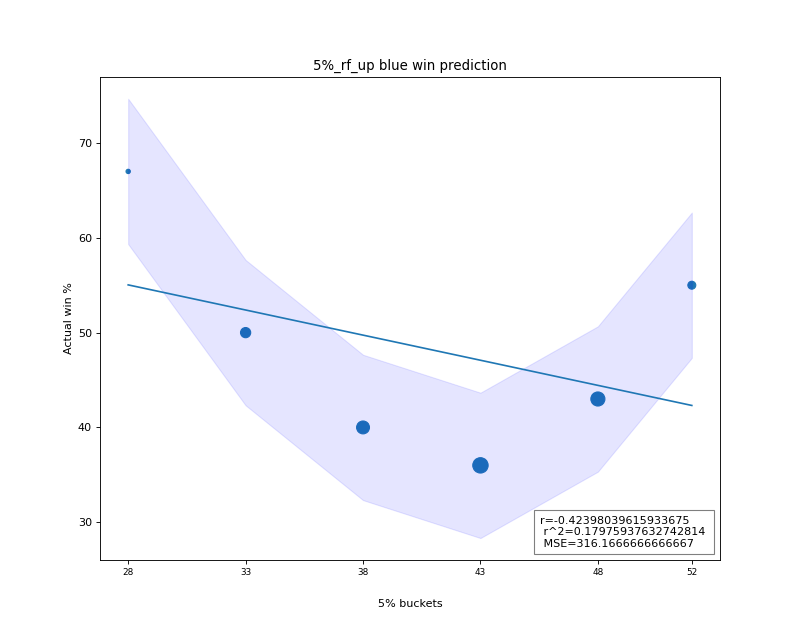 5%_rf_up blue win prediction
Actual win %
70
60
50
40
30
r=-0.42398039615933675
r^2=0.17975937632742814
MSE=316.1666666666667
28 33 38 43 48 52
5% buckets